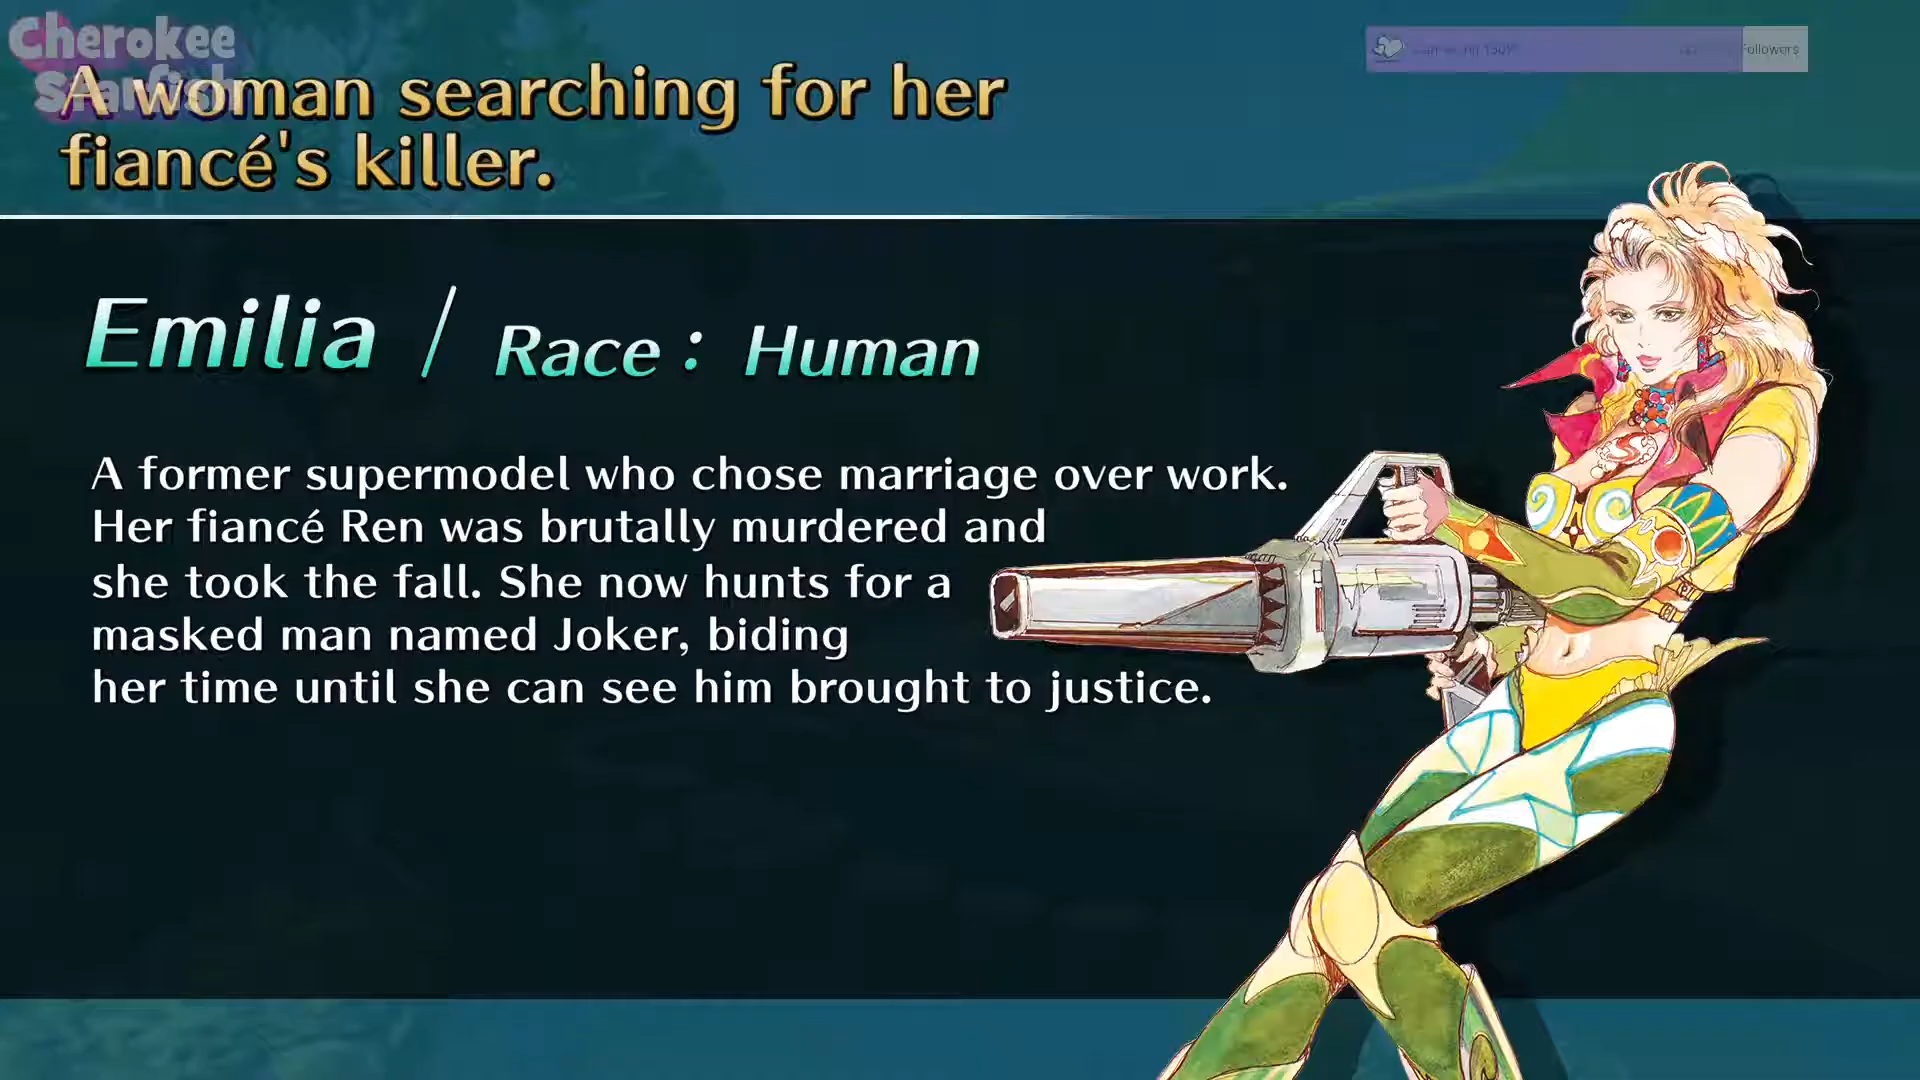 Cherokee
Starfish
Followers
A woman searching for her
fiancé's killer.
Emilia / Race : Human
A former supermodel who chose marriage over work.
Her fiancé Ren was brutally murdered and
she took the fall. She now hunts for a
masked man named Joker, biding
her time until she can see him brought to justice.